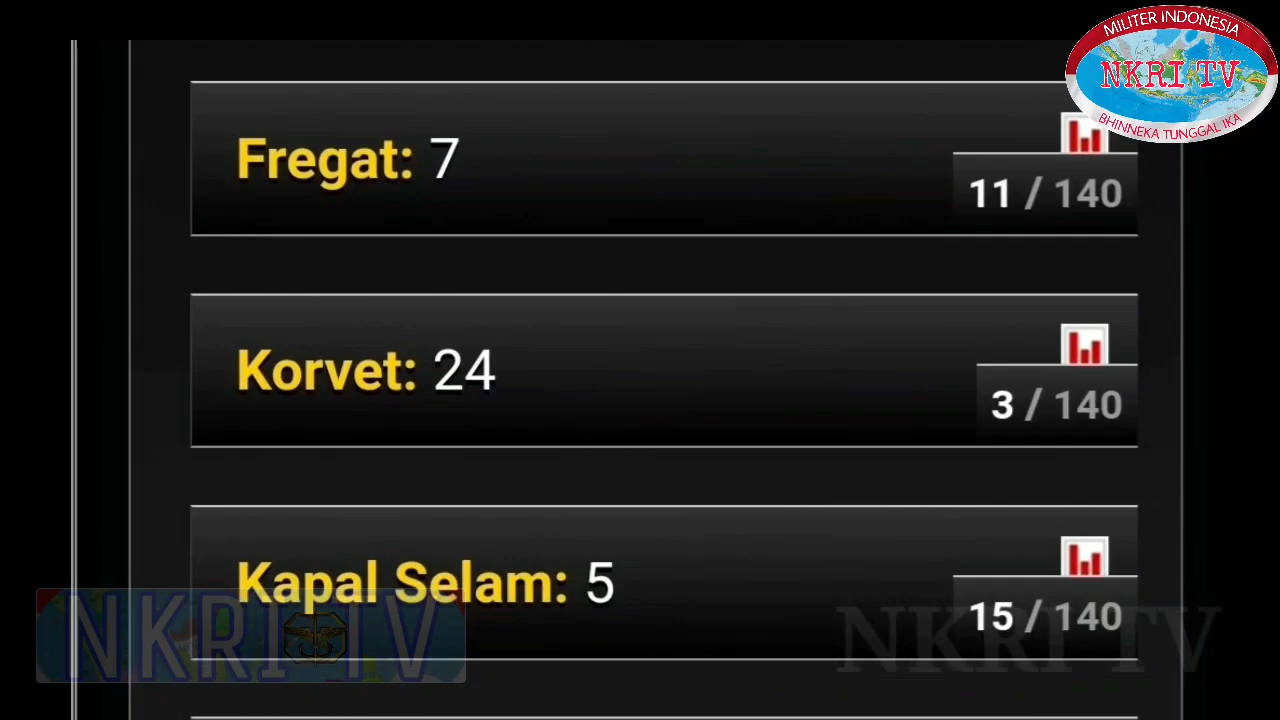 MILITER INDONESIA
NKRI TV
BHINNEKA TUNGGAL IKA
Fregat: 7
11 / 140
Korvet: 24
3 / 140
Kapal Selam: 5
15 / 140
NKRI TV
NKRI TV